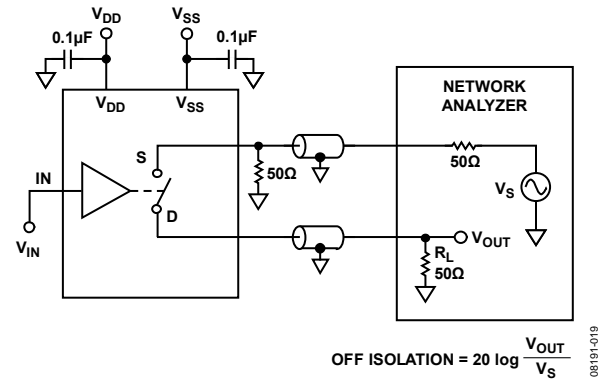 VDD
VSS
0.1µF
0.1µF
VDD
VSS
NETWORK
ANALYZER
S
50Ω
50Ω
IN
VS
D
VIN
VOUT
RL
50Ω
OFF ISOLATION = 20 log VOUT
VS
08191-019